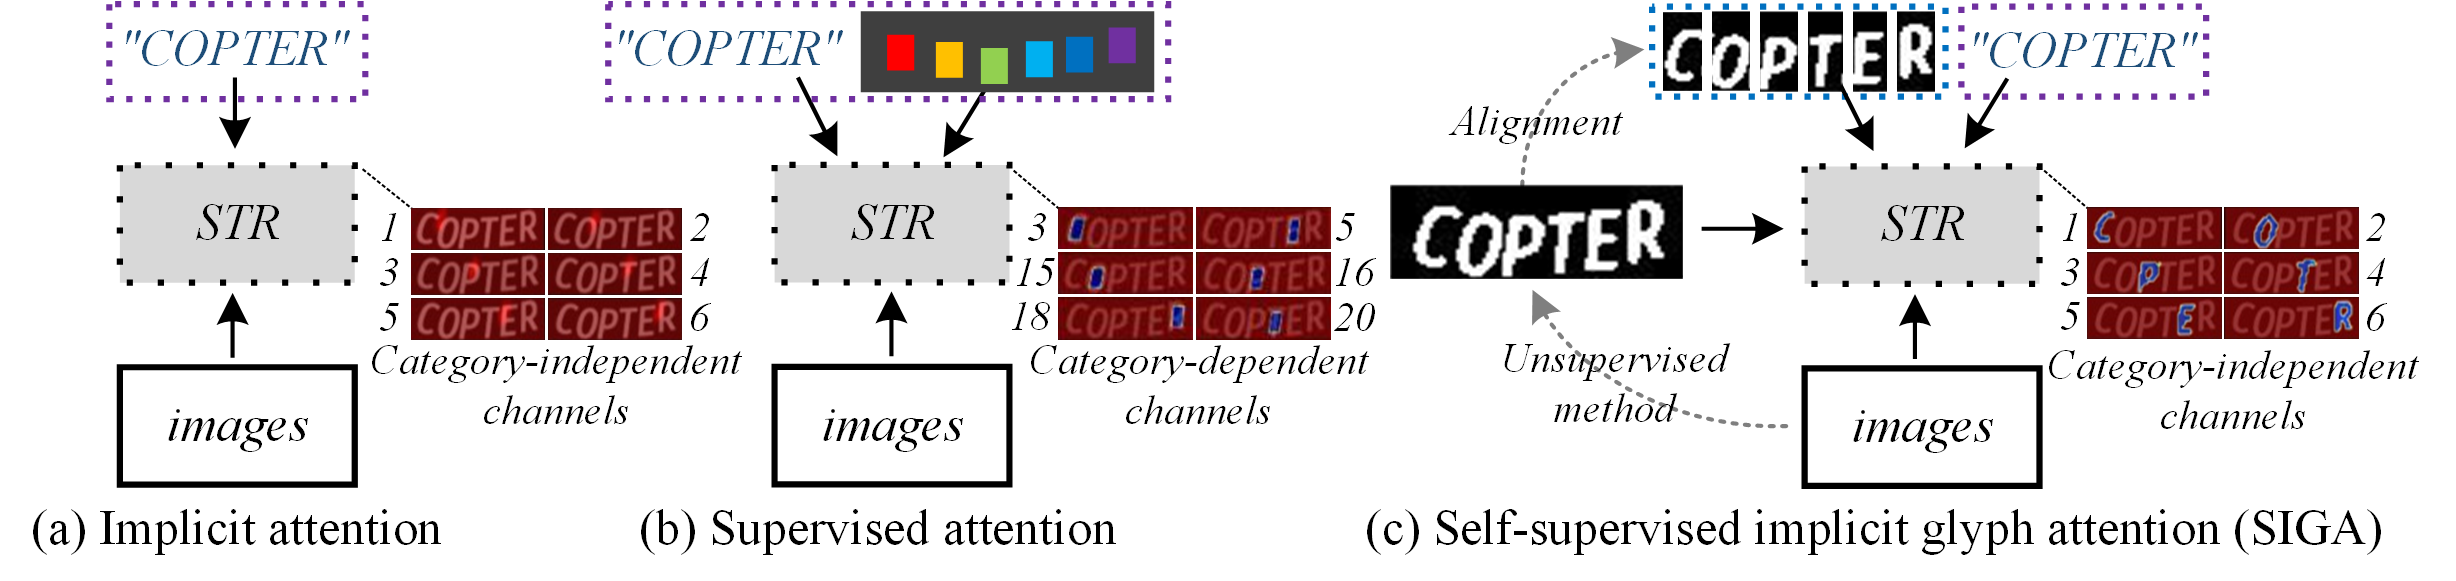 "COPTER"
STR
1 COPTER COPTER 2
3 COPTER COPTER 4
5 COPTER COPTER 6
Category-independent
channels
images
(a) Implicit attention
"COPTER"
STR
3 COPTER COPTER 5
15 COPTER COPTER 16
18 COPTER COPTER 20
Category-dependent
channels
images
(b) Supervised attention
COPTER
"COPTER"
Alignment
COPTER
STR
1 COPTER COPTER 2
3 COPTER COPTER 4
5 COPTER COPTER 6
Category-independent
channels
Unsupervised
method
images
(c) Self-supervised implicit glyph attention (SIGA)